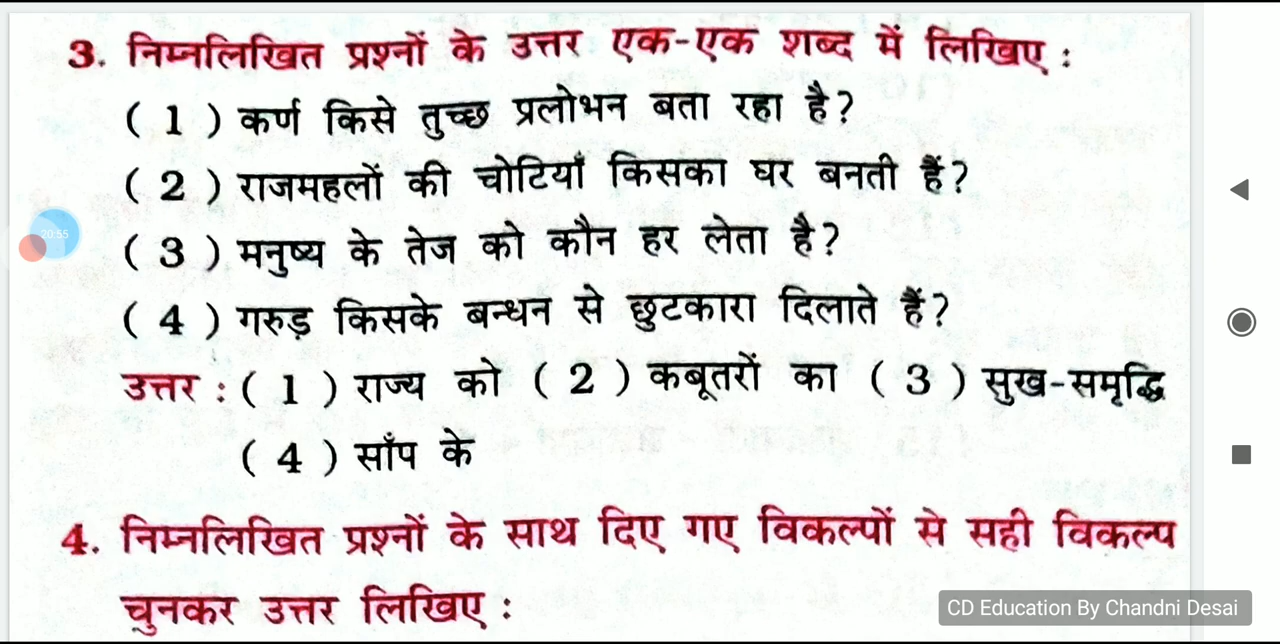 3. निम्नलिखित प्रश्नों के उत्तर एक-एक शब्द में लिखिए :
( 1 ) कर्ण किसे तुच्छ प्रलोभन बता रहा है?
( 2 ) राजमहलों की चोटियाँ किसका घर बनती हैं?
20:55
( 3 ) मनुष्य के तेज को कौन हर लेता है?
( 4 ) गरुड़ किसके बन्धन से छुटकारा दिलाते हैं?
उत्तर : ( 1 ) राज्य को ( 2 ) कबूतरों का ( 3 ) सुख-समृद्धि
( 4 ) साँप के
4. निम्नलिखित प्रश्नों के साथ दिए गए विकल्पों से सही विकल्प
चुनकर उत्तर लिखिए :
CD Education By Chandni Desai